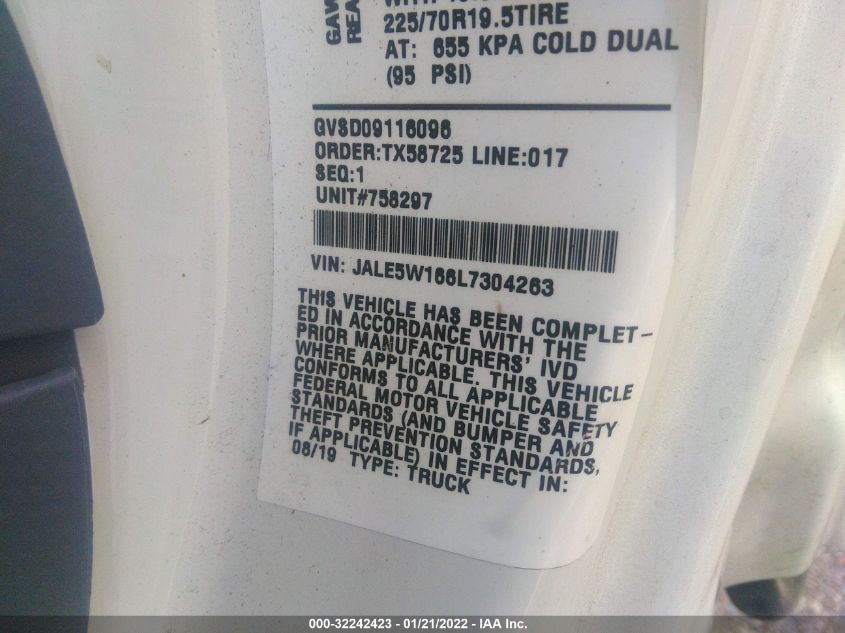 GAW
REA
225/70R19.5TIRE
AT: 655 KPA COLD DUAL
(95 PSI)
GVSD09116096
ORDER:TX58725 LINE:017
SEQ:1
UNIT#758297
VIN: JALE5W166L7304263
THIS VEHICLE HAS BEEN COMPLET-
ED IN ACCORDANCE WITH THE
PRIOR MANUFACTURERS' IVD
WHERE APPLICABLE. THIS VEHICLE
CONFORMS TO ALL APPLICABLE
FEDERAL MOTOR VEHICLE SAFETY
STANDARDS (AND BUMPER AND
THEFT PREVENTION STANDARDS,
IF APPLICABLE) IN EFFECT IN:
08/19 TYPE: TRUCK
000-32242423 - 01/21/2022 - IAA Inc.